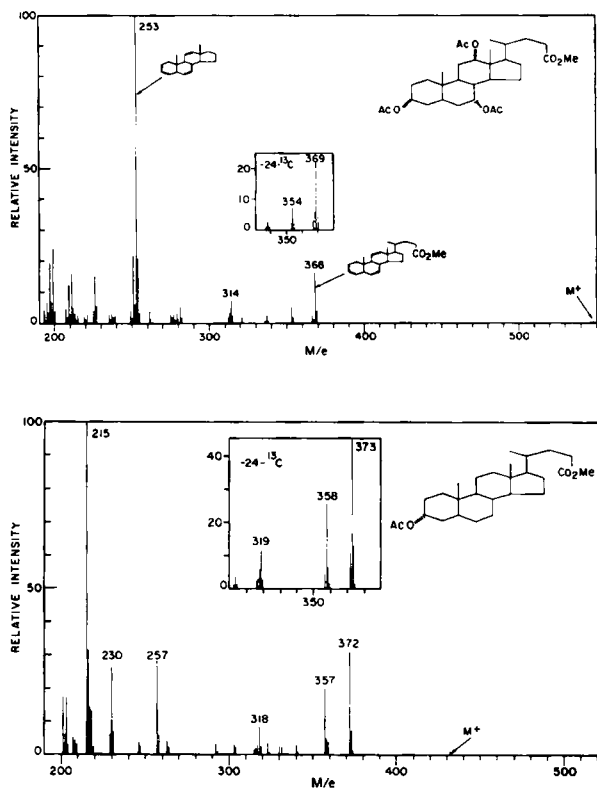 100
253
AcO
CO2Me
AcO
OAc
RELATIVE INTENSITY
50
-24-13C
369
20
10
0
354
350
368
CO2Me
314
M+
0
200
300
400
500
M/e
100
215
-24-13C
373
40
20
0
358
319
350
CO2Me
AcO
RELATIVE INTENSITY
50
230
257
372
357
318
M+
0
200
300
400
500
M/e